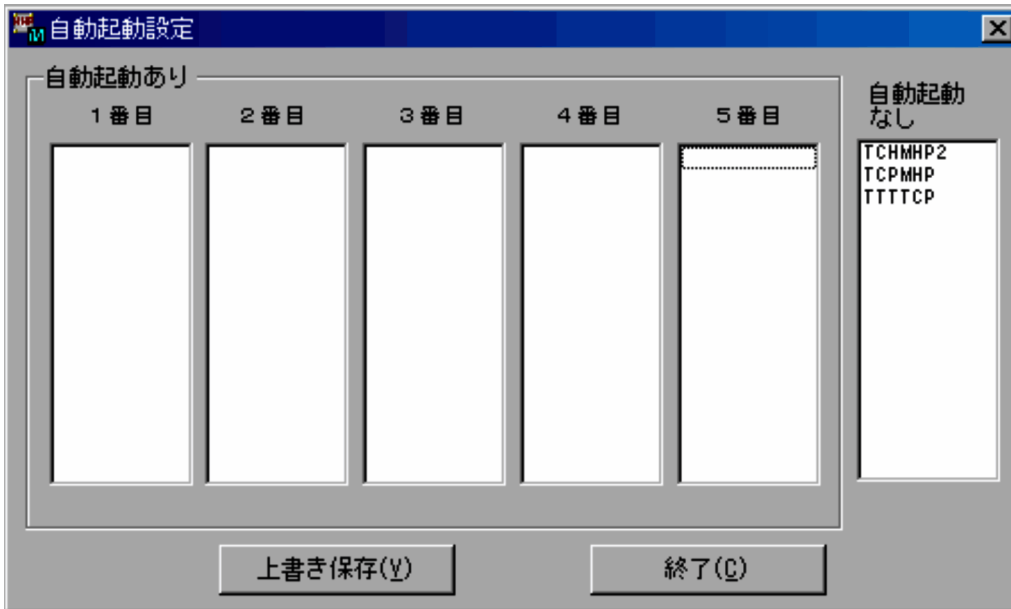 自動起動設定
自動起動あり
1番目 2番目 3番目 4番目 5番目
自動起動
なし
TCHMHP2
TCPMHP
TTTTCP
上書き保存(V) 終了(C)